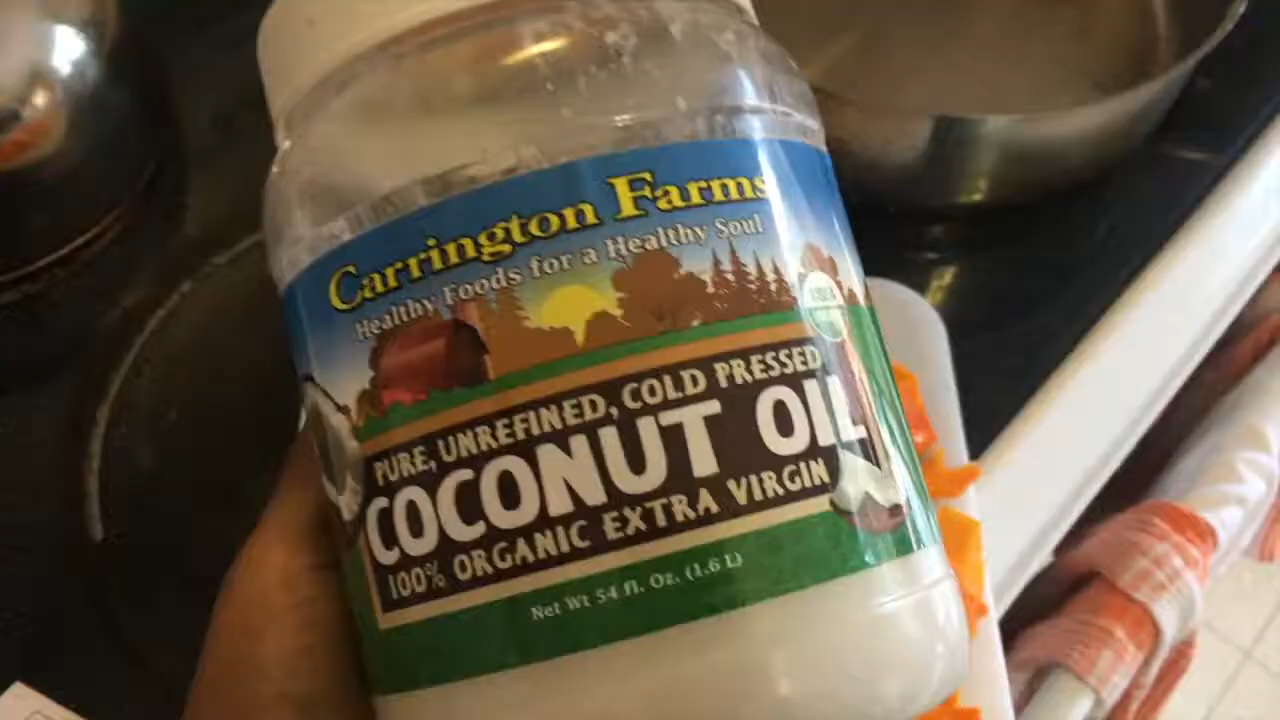 Carrington Farms
Healthy Foods for a Healthy Soul
USDA
PURE, UNREFINED, COLD PRESSED
COCONUT OIL
100% ORGANIC EXTRA VIRGIN
Net Wt 54 fl. Oz. (1.6 L)